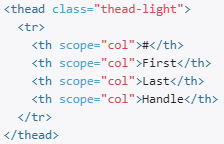 <thead class="thead-light">
  <tr>
    <th scope="col">#</th>
    <th scope="col">First</th>
    <th scope="col">Last</th>
    <th scope="col">Handle</th>
  </tr>
</thead>